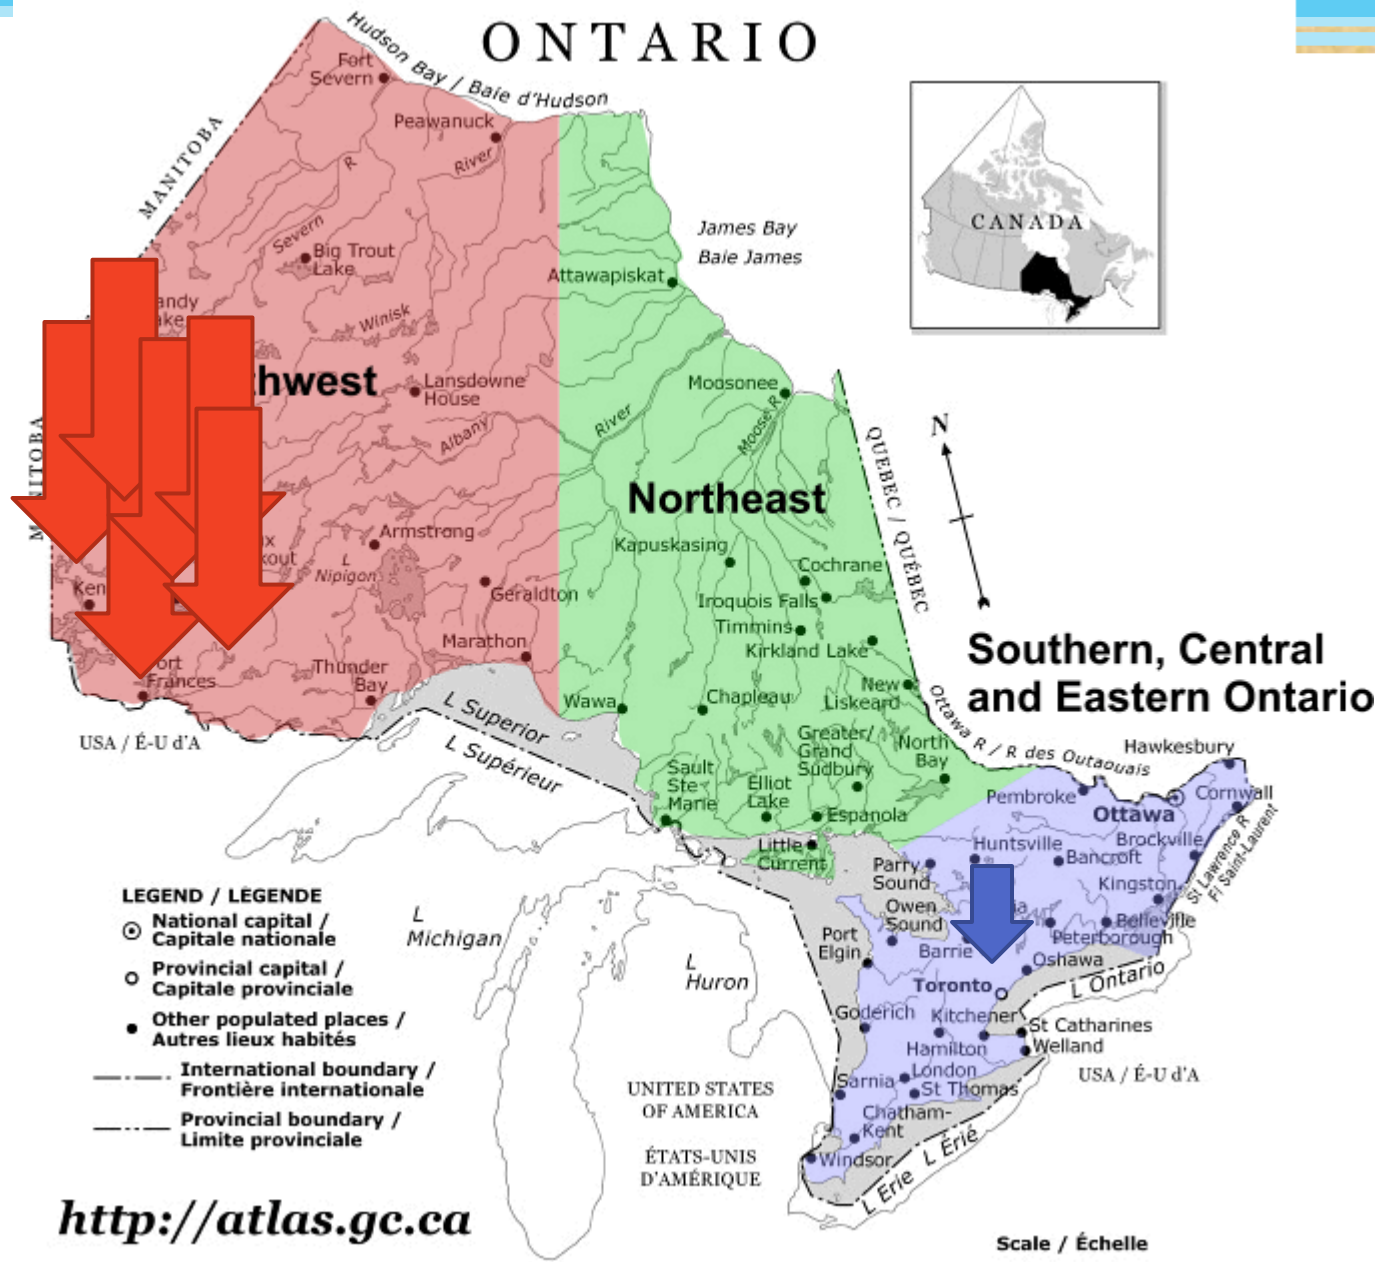 ONTARIO
Hudson Bay / Baie d'Hudson
Fort
Severn
Peawanuck
River
R
MANITOBA
Severn
Big Trout
Lake
James Bay
Baie James
Attawapiskat
CANADA
andy
ake
Winisk
hwest
Lansdowne
House
Moosonee
Moose R
River
Albany
MANITOBA
N
QUEBEC / QUÉBEC
Northeast
Armstrong
L
Nipigon
Kapuskasing
Cochrane
Geraldton
Iroquois Falls
Timmins
Kirkland Lake
Ken
Marathon
ort
Frances
Thunder
Bay
Wawa
Chapleau
New
Liskeard
Southern, Central
and Eastern Ontario
Ottawa R / R des Outaouais
USA / É-U d'A
L Superior
L Supérieur
Greater/
Grand
Sudbury
North
Bay
Hawkesbury
Sault
Ste
Marie
Elliot
Lake
Espanola
Pembroke
Ottawa
Cornwall
Little
Current
Huntsville
Brockville
Parry
Sound
Bancroft
Kingston
St Lawrence R
Fl Saint-Laurent
Owen
Sound
Belleville
Peterborough
Port
Elgin
Barrie
Oshawa
L Ontario
Toronto
Goderich
Kitchener
St Catharines
Hamilton
Welland
London
USA / É-U d'A
Sarnia
St Thomas
Chatham-
Kent
Windsor
L Erie L Érié
L
Michigan
L
Huron
UNITED STATES
OF AMERICA
ÉTATS-UNIS
D'AMÉRIQUE
LEGEND / LÉGENDE
National capital /
Capitale nationale
Provincial capital /
Capitale provinciale
Other populated places /
Autres lieux habités
International boundary /
Frontière internationale
Provincial boundary /
Limite provinciale
http://atlas.gc.ca
Scale / Échelle